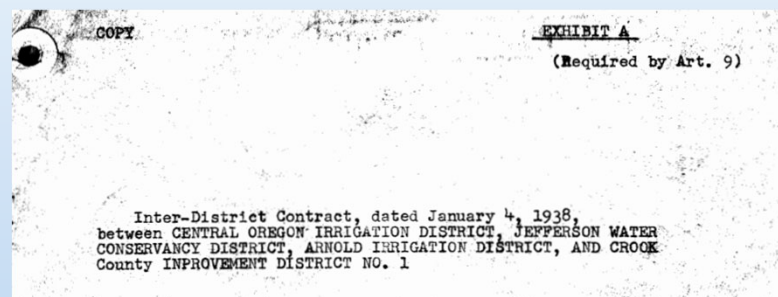 COPY
EXHIBIT A
(Required by Art. 9)
Inter-District Contract, dated January 4, 1938,
between CENTRAL OREGON IRRIGATION DISTRICT, JEFFERSON WATER
CONSERVANCY DISTRICT, ARNOLD IRRIGATION DISTRICT, AND CROOK
County INPROVEMENT DISTRICT NO. 1